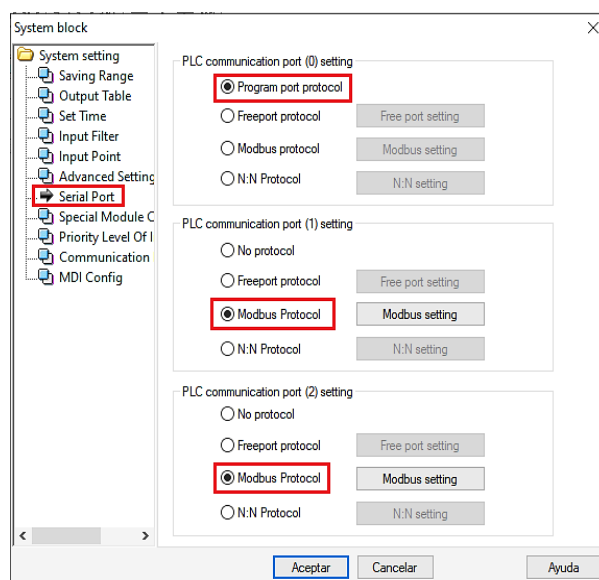 System block
System setting
Saving Range
Output Table
Set Time
Input Filter
Input Point
Advanced Setting
Serial Port
Special Module C
Priority Level Of I
Communication
MDI Config
PLC communication port (0) setting
Program port protocol
Freeport protocol
Free port setting
Modbus protocol
Modbus setting
N:N Protocol
N:N setting
PLC communication port (1) setting
No protocol
Freeport protocol
Free port setting
Modbus Protocol
Modbus setting
N:N Protocol
N:N setting
PLC communication port (2) setting
No protocol
Freeport protocol
Free port setting
Modbus Protocol
Modbus setting
N:N Protocol
N:N setting
Aceptar
Cancelar
Ayuda